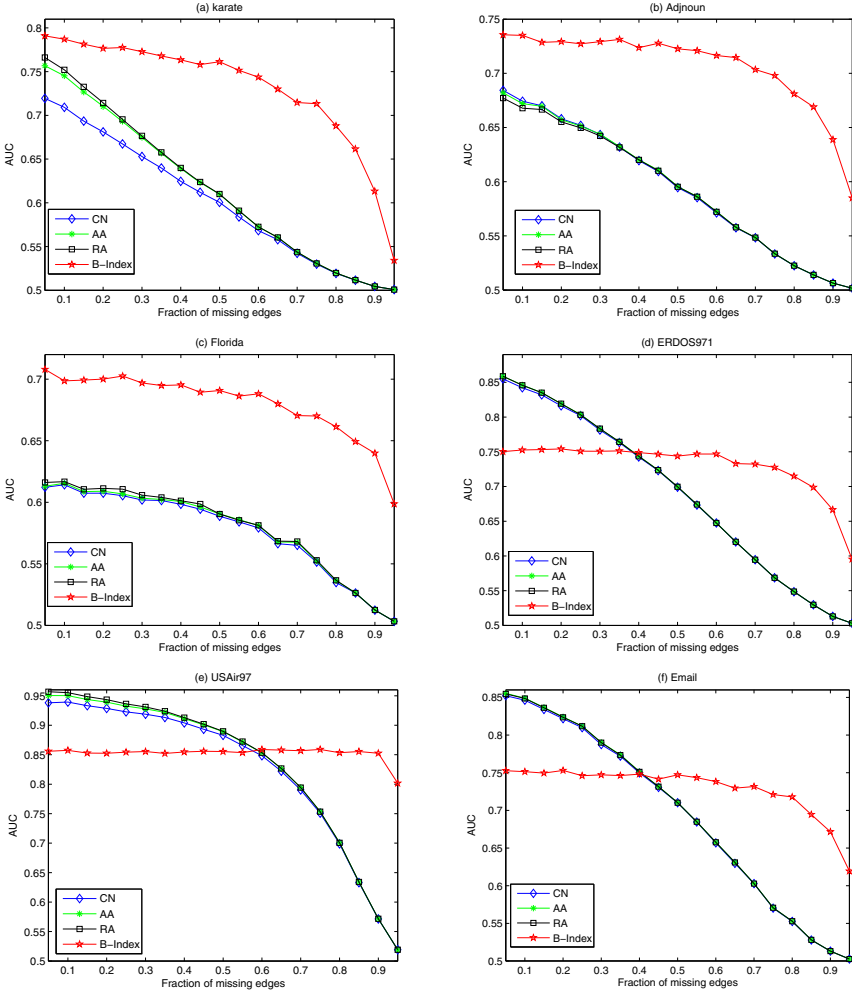 (a) karate
0.8
0.75
0.7
0.65
0.6
0.55
0.5
AUC
CN
AA
RA
B−Index
0.1 0.2 0.3 0.4 0.5 0.6 0.7 0.8 0.9
Fraction of missing edges
(b) Adjnoun
0.75
0.7
0.65
0.6
0.55
0.5
AUC
CN
AA
RA
B−Index
0.1 0.2 0.3 0.4 0.5 0.6 0.7 0.8 0.9
Fraction of missing edges
(c) Florida
0.7
0.65
0.6
0.55
0.5
AUC
CN
AA
RA
B−Index
0.1 0.2 0.3 0.4 0.5 0.6 0.7 0.8 0.9
Fraction of missing edges
(d) ERDOS971
0.85
0.8
0.75
0.7
0.65
0.6
0.55
0.5
AUC
CN
AA
RA
B−Index
0.1 0.2 0.3 0.4 0.5 0.6 0.7 0.8 0.9
Fraction of missing edges
(e) USAir97
0.95
0.9
0.85
0.8
0.75
0.7
0.65
0.6
0.55
0.5
AUC
CN
AA
RA
B−Index
0.1 0.2 0.3 0.4 0.5 0.6 0.7 0.8 0.9
Fraction of missing edges
(f) Email
0.85
0.8
0.75
0.7
0.65
0.6
0.55
0.5
AUC
CN
AA
RA
B−Index
0.1 0.2 0.3 0.4 0.5 0.6 0.7 0.8 0.9
Fraction of missing edges